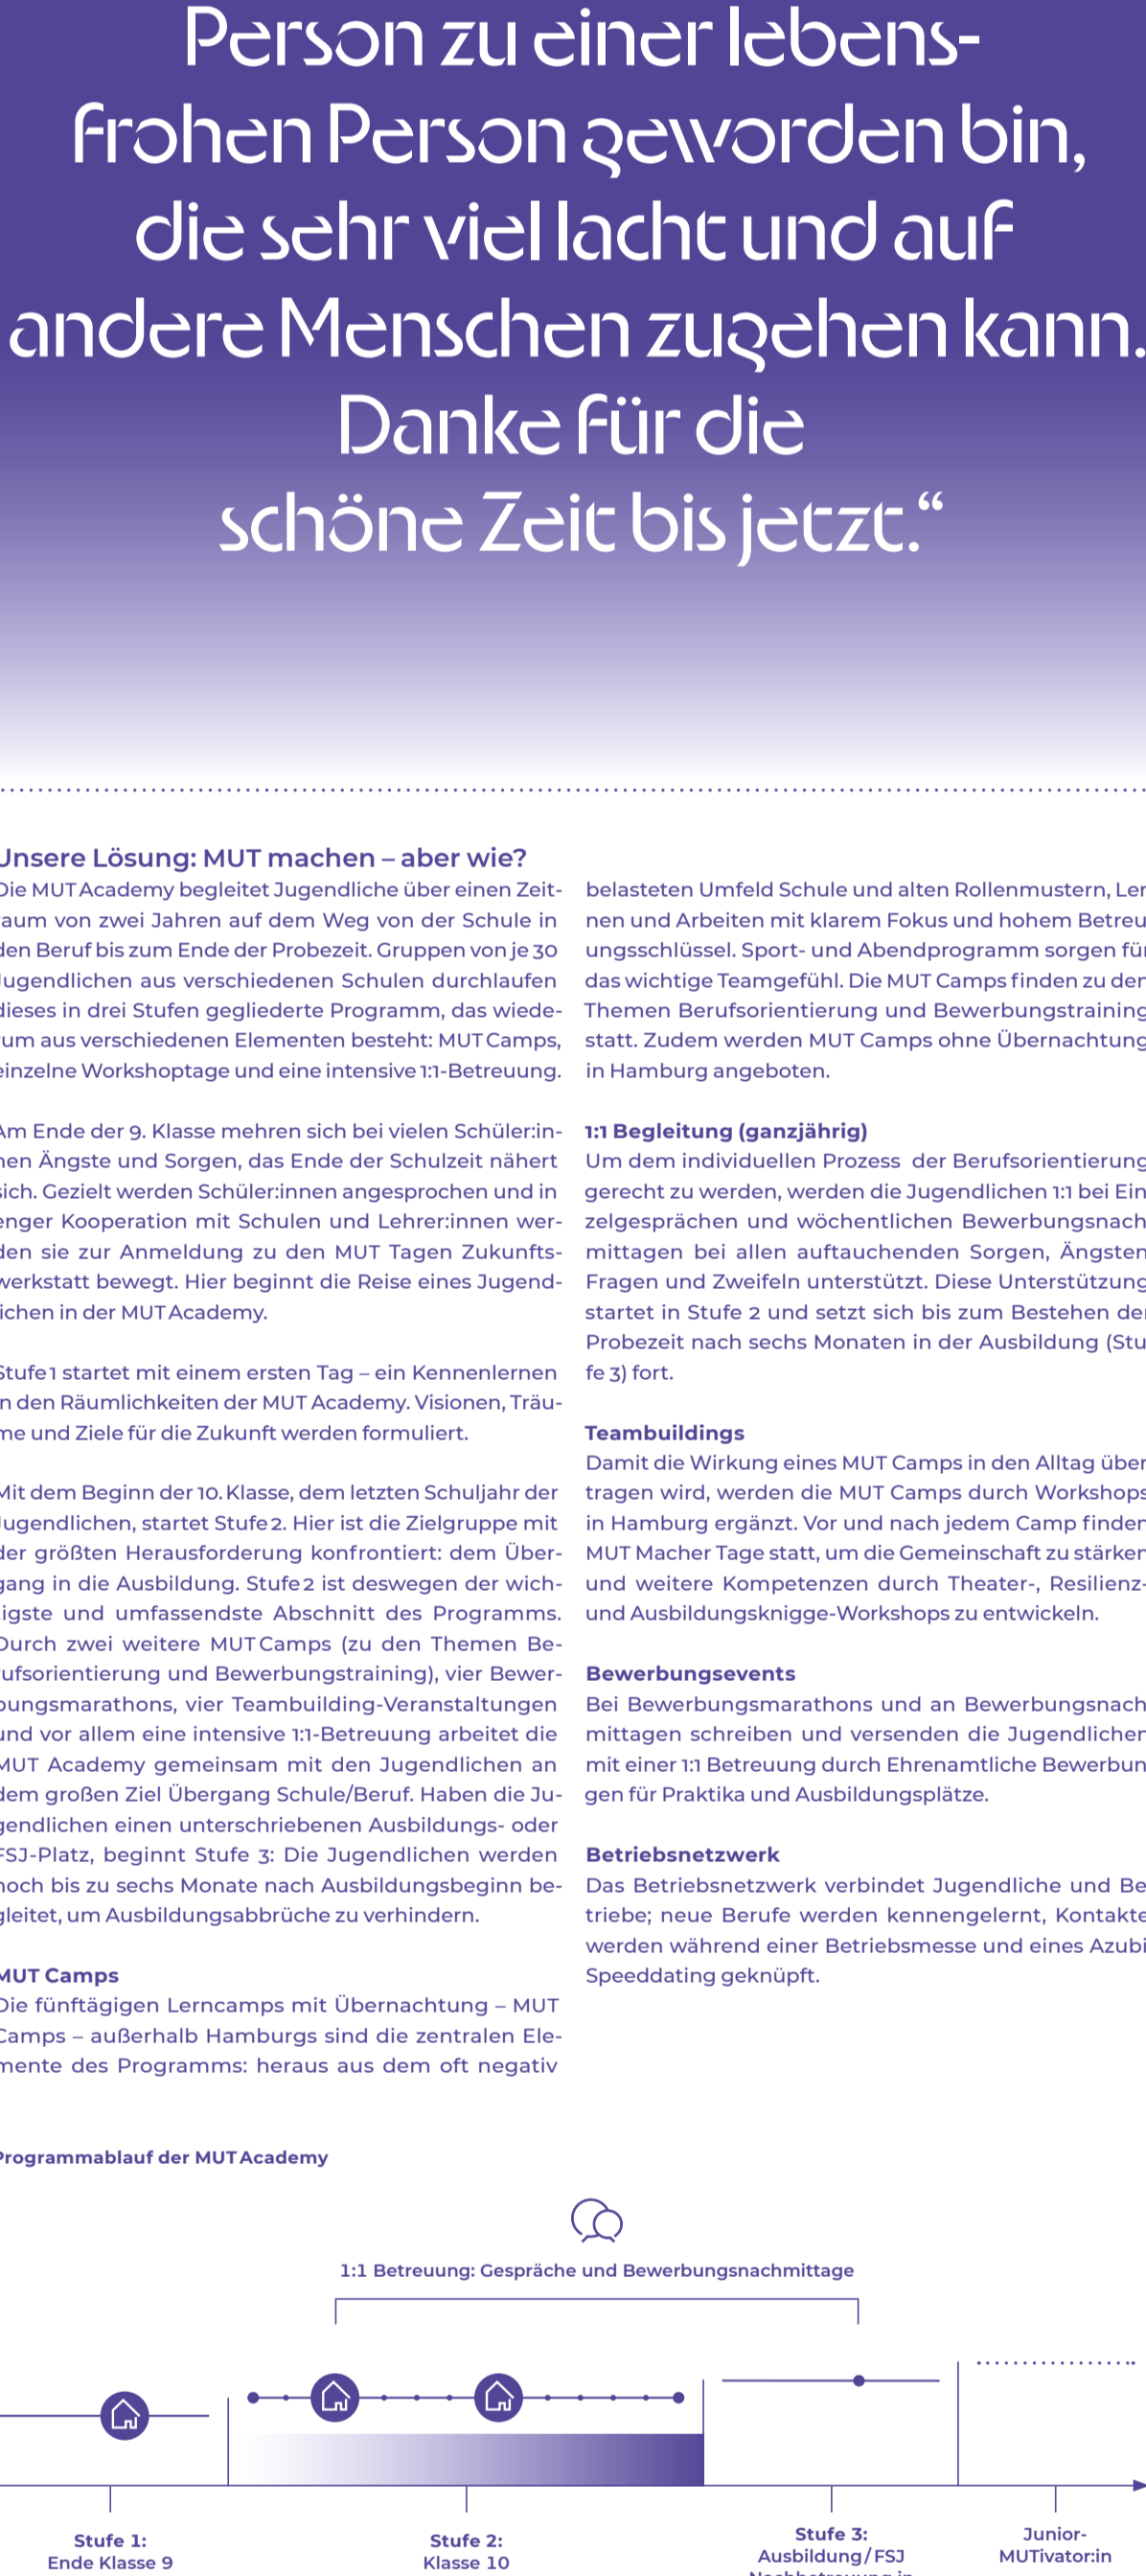 Person zu einer lebens-
frohen Person geworden bin,
die sehr viel lacht und auf
andere Menschen zugehen kann.
Danke für die
schöne Zeit bis jetzt.“
Unsere Lösung: MUT machen – aber wie?
Die MUT Academy begleitet Jugendliche über einen Zeit-
raum von zwei Jahren auf dem Weg von der Schule in
den Beruf bis zum Ende der Probezeit. Gruppen von je 30
Jugendlichen aus verschiedenen Schulen durchlaufen
dieses in drei Stufen gegliederte Programm, das wiede-
rum aus verschiedenen Elementen besteht: MUT Camps,
einzelne Workshoptage und eine intensive 1:1-Betreuung.
Am Ende der 9. Klasse mehren sich bei vielen Schüler:in-
nen Ängste und Sorgen, das Ende der Schulzeit nähert
sich. Gezielt werden Schüler:innen angesprochen und in
enger Kooperation mit Schulen und Lehrer:innen wer-
den sie zur Anmeldung zu den MUT Tagen Zukunfts-
werkstatt bewegt. Hier beginnt die Reise eines Jugend-
lichen in der MUT Academy.
Stufe 1 startet mit einem ersten Tag – ein Kennenlernen
in den Räumlichkeiten der MUT Academy. Visionen, Träu-
me und Ziele für die Zukunft werden formuliert.
Mit dem Beginn der 10. Klasse, dem letzten Schuljahr der
Jugendlichen, startet Stufe 2. Hier ist die Zielgruppe mit
der größten Herausforderung konfrontiert: dem Über-
gang in die Ausbildung. Stufe 2 ist deswegen der wich-
tigste und umfassendste Abschnitt des Programms.
Durch zwei weitere MUT Camps (zu den Themen Be-
rufsorientierung und Bewerbungstraining), vier Bewer-
bungsmarathons, vier Teambuilding-Veranstaltungen
und vor allem eine intensive 1:1-Betreuung arbeitet die
MUT Academy gemeinsam mit den Jugendlichen an
dem großen Ziel Übergang Schule/Beruf. Haben die Ju-
gendlichen einen unterschriebenen Ausbildungs- oder
FSJ-Platz, beginnt Stufe 3: Die Jugendlichen werden
noch bis zu sechs Monate nach Ausbildungsbeginn be-
gleitet, um Ausbildungsabbrüche zu verhindern.
MUT Camps
Die fünftägigen Lerncamps mit Übernachtung – MUT
Camps – außerhalb Hamburgs sind die zentralen Ele-
mente des Programms: heraus aus dem oft negativ
belasteten Umfeld Schule und alten Rollenmustern, Ler
nen und Arbeiten mit klarem Fokus und hohem Betreu
ungsschlüssel. Sport- und Abendprogramm sorgen für
das wichtige Teamgefühl. Die MUT Camps finden zu den
Themen Berufsorientierung und Bewerbungstraining
statt. Zudem werden MUT Camps ohne Übernachtung
in Hamburg angeboten.
1:1 Begleitung (ganzjährig)
Um dem individuellen Prozess der Berufsorientierung
gerecht zu werden, werden die Jugendlichen 1:1 bei Ein
zelgesprächen und wöchentlichen Bewerbungsnach
mittagen bei allen auftauchenden Sorgen, Ängsten
Fragen und Zweifeln unterstützt. Diese Unterstützung
startet in Stufe 2 und setzt sich bis zum Bestehen der
Probezeit nach sechs Monaten in der Ausbildung (Stu
fe 3) fort.
Teambuildings
Damit die Wirkung eines MUT Camps in den Alltag über
tragen wird, werden die MUT Camps durch Workshops
in Hamburg ergänzt. Vor und nach jedem Camp finden
MUT Macher Tage statt, um die Gemeinschaft zu stärken
und weitere Kompetenzen durch Theater-, Resilienz-
und Ausbildungsknigge-Workshops zu entwickeln.
Bewerbungsevents
Bei Bewerbungsmarathons und an Bewerbungsnach
mittagen schreiben und versenden die Jugendlichen
mit einer 1:1 Betreuung durch Ehrenamtliche Bewerbun
gen für Praktika und Ausbildungsplätze.
Betriebsnetzwerk
Das Betriebsnetzwerk verbindet Jugendliche und Be
triebe; neue Berufe werden kennengelernt, Kontakte
werden während einer Betriebsmesse und eines Azubi
Speeddating geknüpft.
Programmablauf der MUT Academy
1:1 Betreuung: Gespräche und Bewerbungsnachmittage
Stufe 1:
Ende Klasse 9
Stufe 2:
Klasse 10
Stufe 3:
Ausbildung/FSJ
Nachbetreuung in
Junior-
MUTivator:in